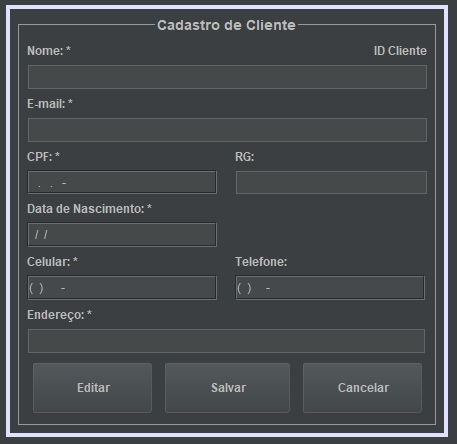 Cadastro de Cliente
Nome: * ID Cliente
E-mail: *
CPF: * RG:
. . -
Data de Nascimento: *
/ /
Celular: * Telefone:
( ) - ( ) -
Endereço: *
Editar Salvar Cancelar